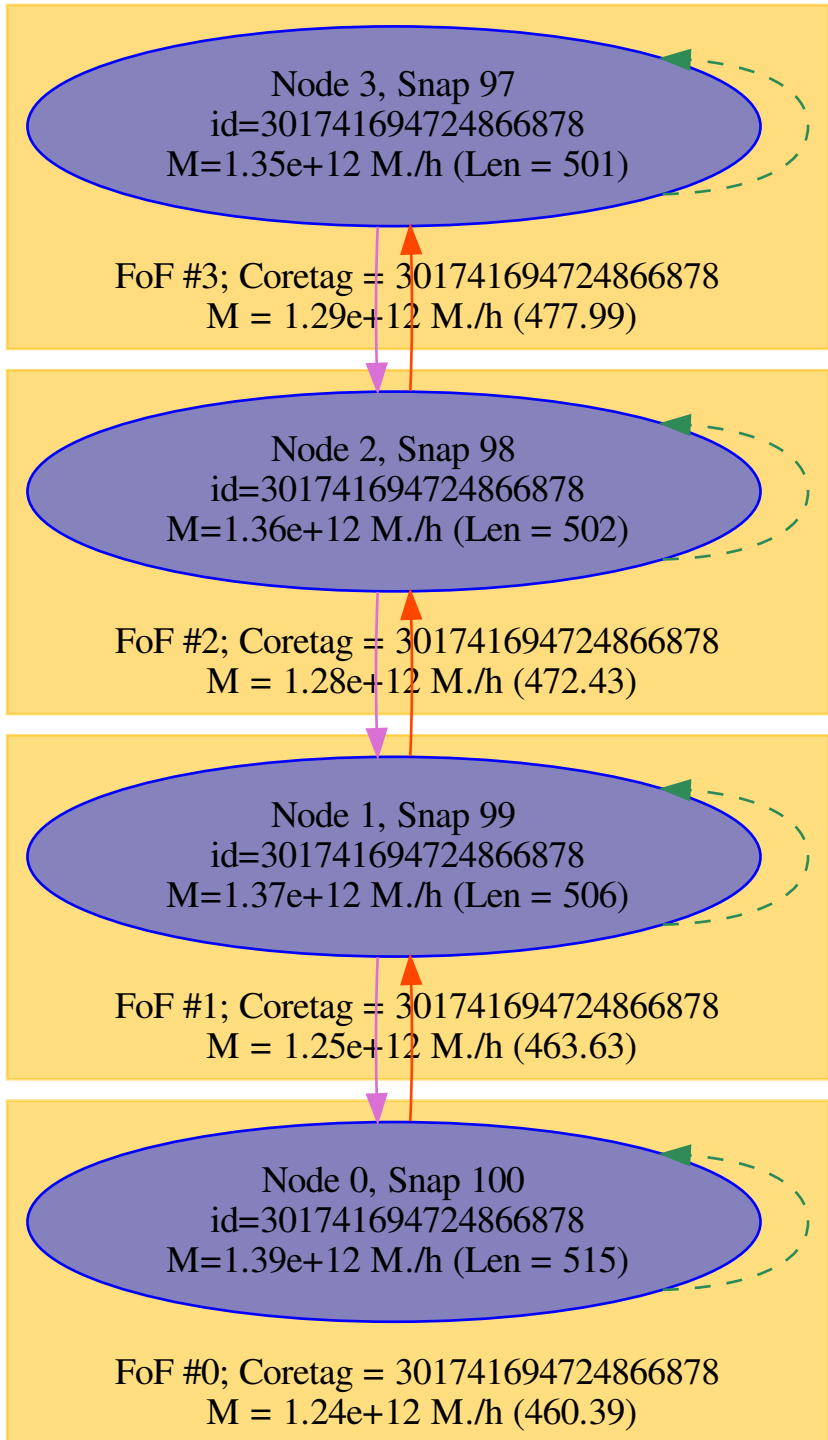 Node 3, Snap 97
id=301741694724866878
M=1.35e+12 M./h (Len = 501)
FoF #3; Coretag = 301741694724866878
M = 1.29e+12 M./h (477.99)
Node 2, Snap 98
id=301741694724866878
M=1.36e+12 M./h (Len = 502)
FoF #2; Coretag = 301741694724866878
M = 1.28e+12 M./h (472.43)
Node 1, Snap 99
id=301741694724866878
M=1.37e+12 M./h (Len = 506)
FoF #1; Coretag = 301741694724866878
M = 1.25e+12 M./h (463.63)
Node 0, Snap 100
id=301741694724866878
M=1.39e+12 M./h (Len = 515)
FoF #0; Coretag = 301741694724866878
M = 1.24e+12 M./h (460.39)